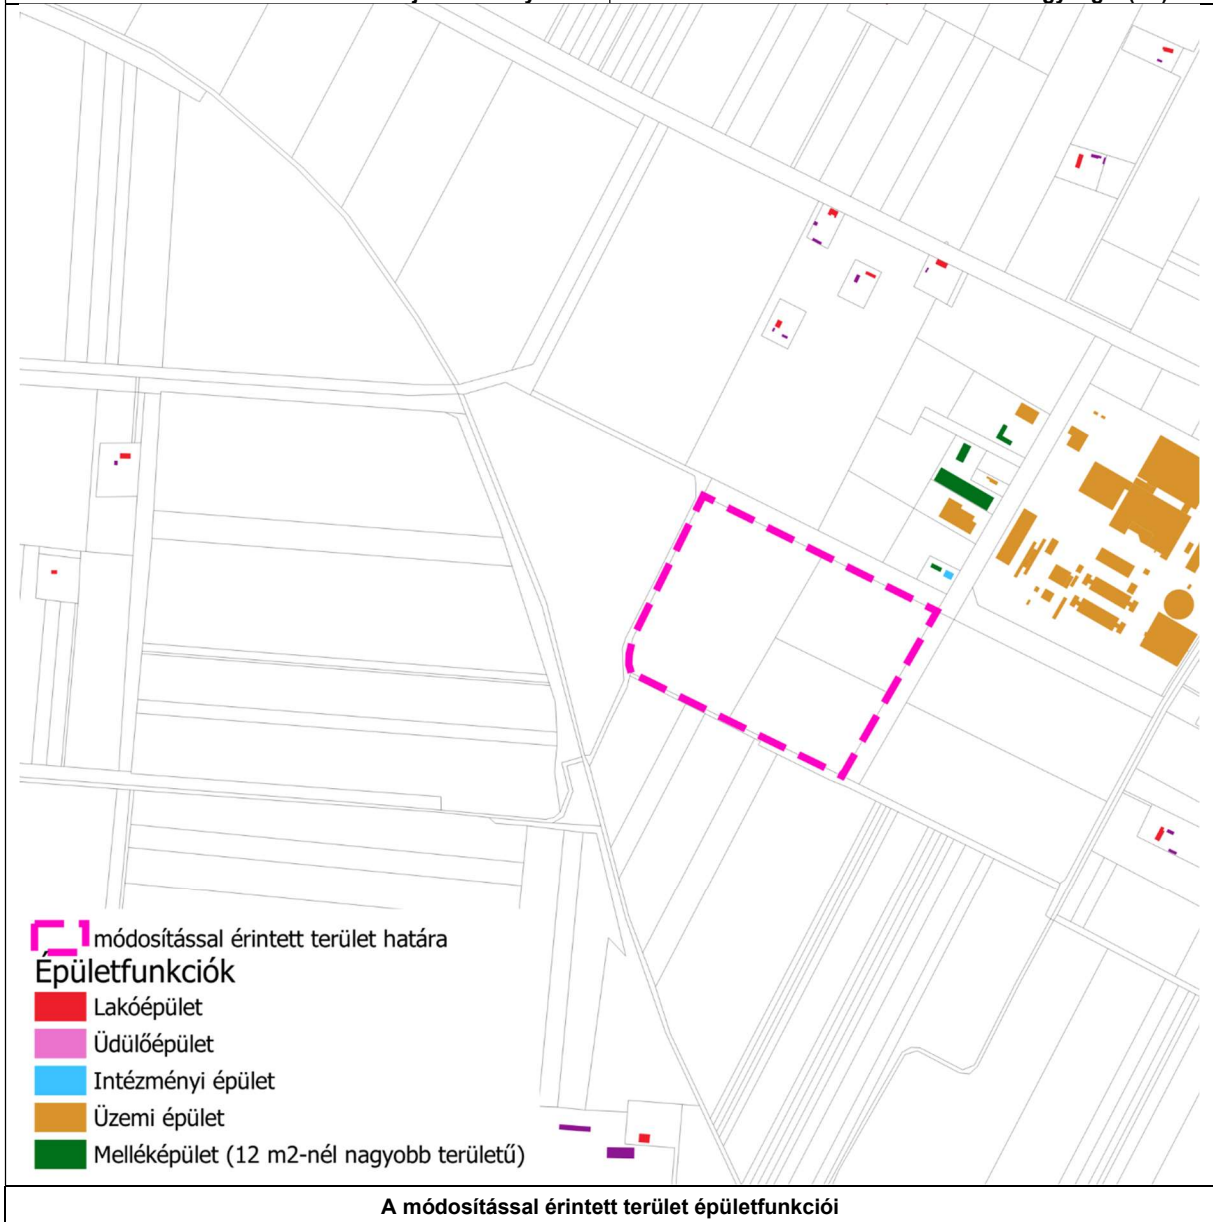 módosítással érintett terület határa
Épületfunkciók
Lakóépület
Üdülőépület
Intézményi épület
Üzemi épület
Melléképület (12 m2-nél nagyobb területű)
A módosítással érintett terület épületfunkciói